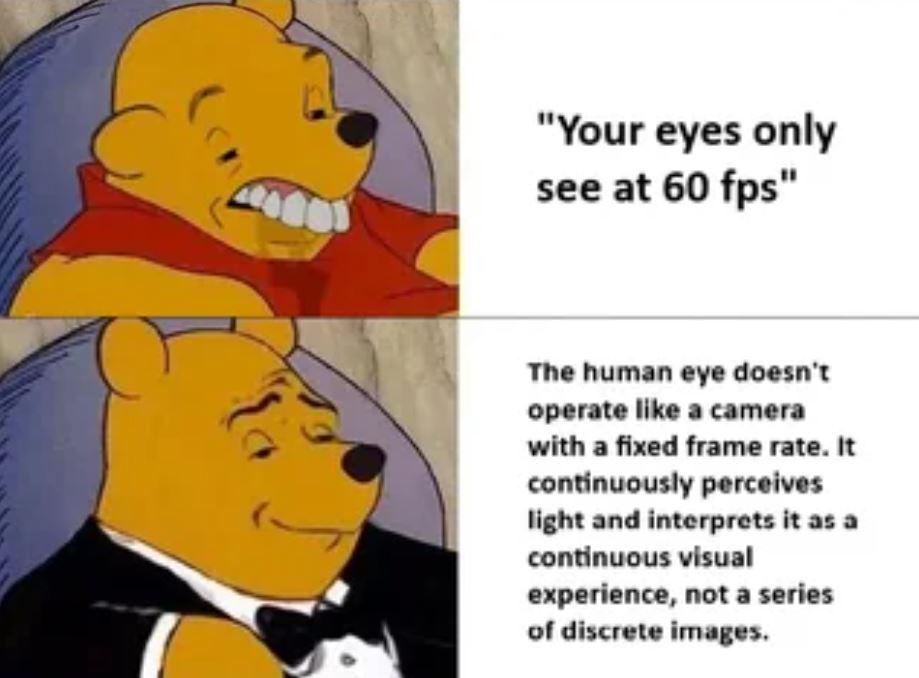 "Your eyes only
see at 60 fps"
The human eye doesn't
operate like a camera
with a fixed frame rate. It
continuously perceives
light and interprets it as a
continuous visual
experience, not a series
of discrete images.